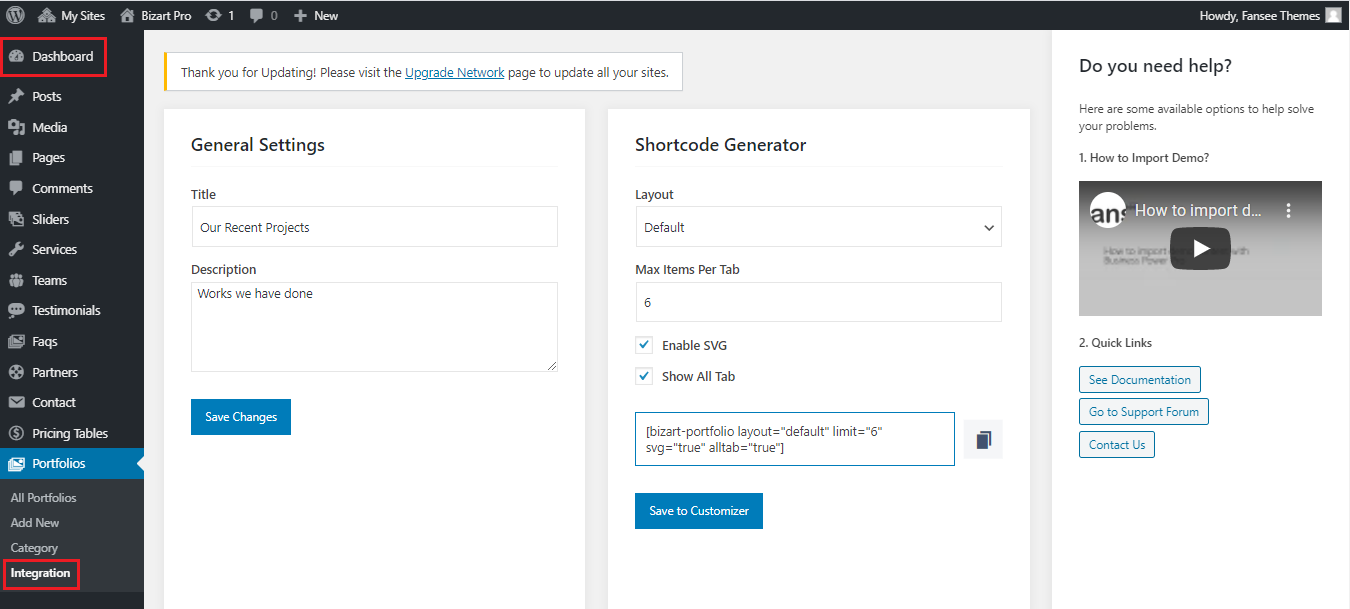 My Sites
Bizart Pro
1
0
New
Howdy, Fansee Themes
Dashboard
Posts
Media
Pages
Comments
Sliders
Services
Teams
Testimonials
Faqs
Partners
Contact
Pricing Tables
Portfolios
All Portfolios
Add New
Category
Integration
Thank you for Updating! Please visit the Upgrade Network page to update all your sites.
General Settings
Title
Our Recent Projects
Description
Works we have done
Save Changes
Shortcode Generator
Layout
Default
Max Items Per Tab
6
Enable SVG
Show All Tab
[bizart-portfolio layout="default" limit="6"
svg="true" alltab="true"]
Save to Customizer
Do you need help?
Here are some available options to help solve
your problems.
1. How to Import Demo?
ans
How to import d...
How to import
with
Business Power
2. Quick Links
See Documentation
Go to Support Forum
Contact Us